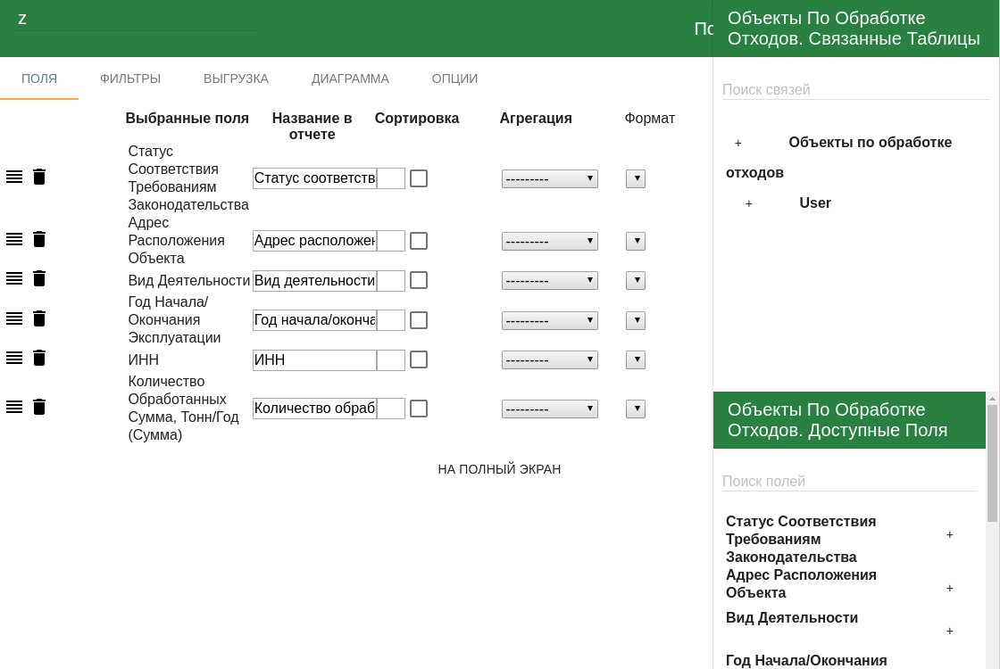 z
По
Объекты По Обработке
Отходов. Связанные Таблицы
ПОЛЯ
ФИЛЬТРЫ
ВЫГРУЗКА
ДИАГРАММА
ОПЦИИ
Поиск связей
Выбранные поля
Название в
отчете
Сортировка
Агрегация
Формат
+ Объекты по обработке
отходов
+ User
Статус
Соответствия
Требованиям
Законодательства
Статус соответств
---------
Адрес
Расположения
Объекта
Адрес расположен
---------
Вид Деятельности
Вид деятельности
---------
Год Начала/
Окончания
Эксплуатации
Год начала/оконча
---------
ИНН
ИНН
---------
Количество
Обработанных
Сумма, Тонн/Год
(Сумма)
Количество обраб
---------
НА ПОЛНЫЙ ЭКРАН
Объекты По Обработке
Отходов. Доступные Поля
Поиск полей
Статус Соответствия
Требованиям
Законодательства
+
Адрес Расположения
Объекта
+
Вид Деятельности
+
Год Начала/Окончания